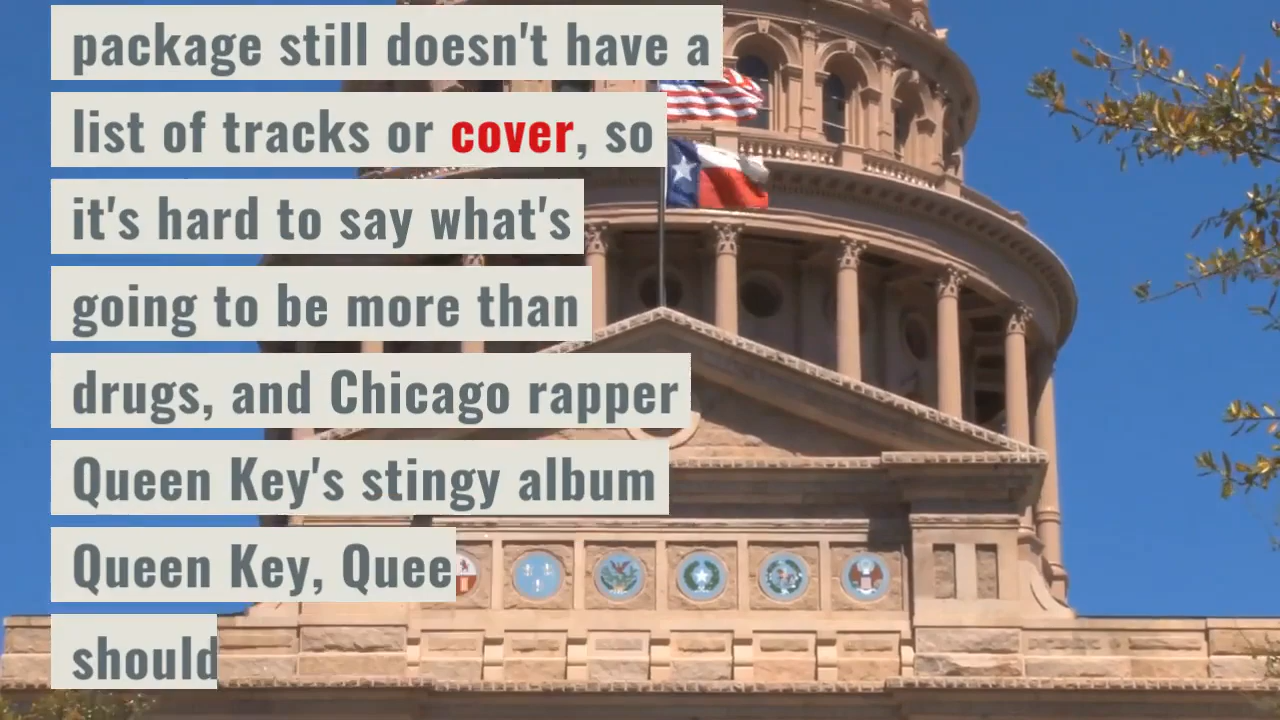 package still doesn't have a
list of tracks or cover, so
it's hard to say what's
going to be more than
drugs, and Chicago rapper
Queen Key's stingy album
Queen Key, Quee
should